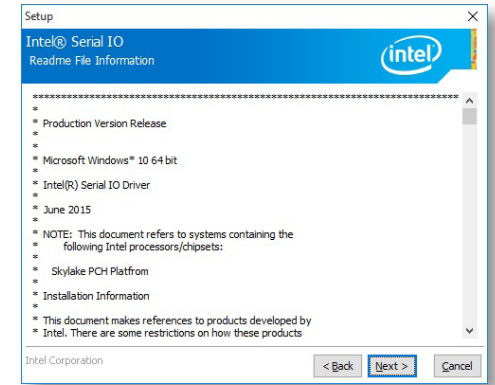 Setup
Intel® Serial IO
Readme File Information
intel
******************************************************************************
*
* Production Version Release
*
*
* Microsoft Windows* 10 64 bit
*
* Intel(R) Serial IO Driver
*
* June 2015
*
* NOTE: This document refers to systems containing the
* following Intel processors/chipsets:
*
* Skylake PCH Platfrom
*
* Installation Information
*
* This document makes references to products developed by
* Intel. There are some restrictions on how these products
Intel Corporation
< Back Next > Cancel